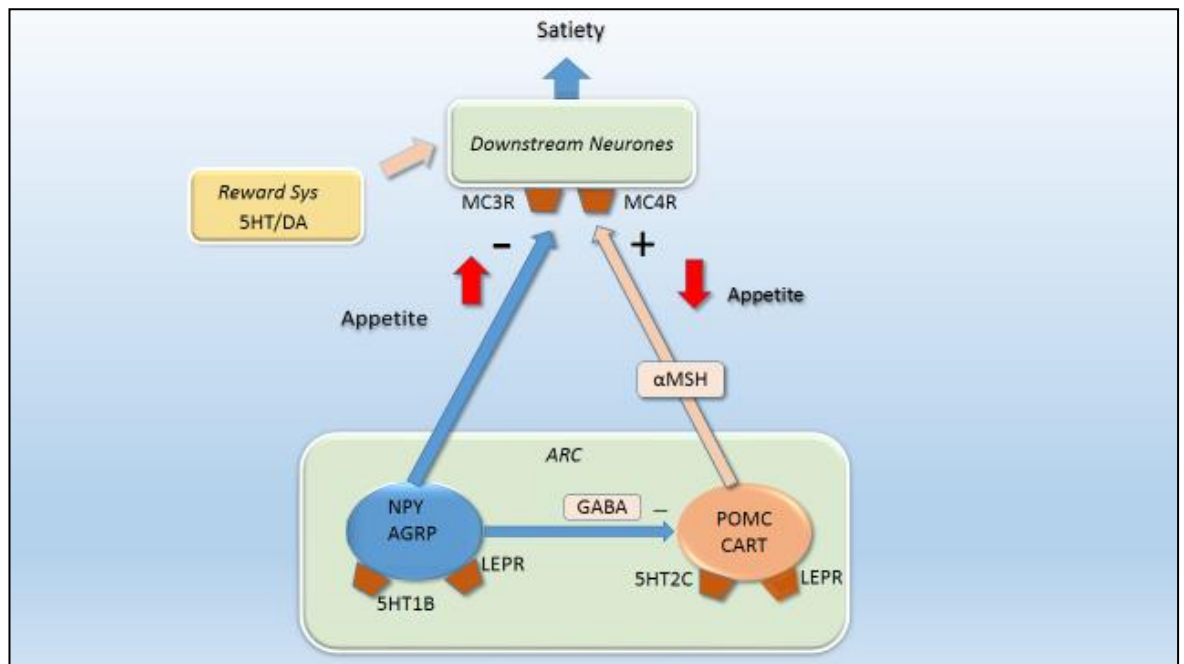 Satiety
Downstream Neurones
Reward Sys
5HT/DA
MC3R
MC4R
–
+
Appetite
Appetite
αMSH
ARC
NPY
AGRP
GABA
–
POMC
CART
LEPR
5HT1B
5HT2C
LEPR